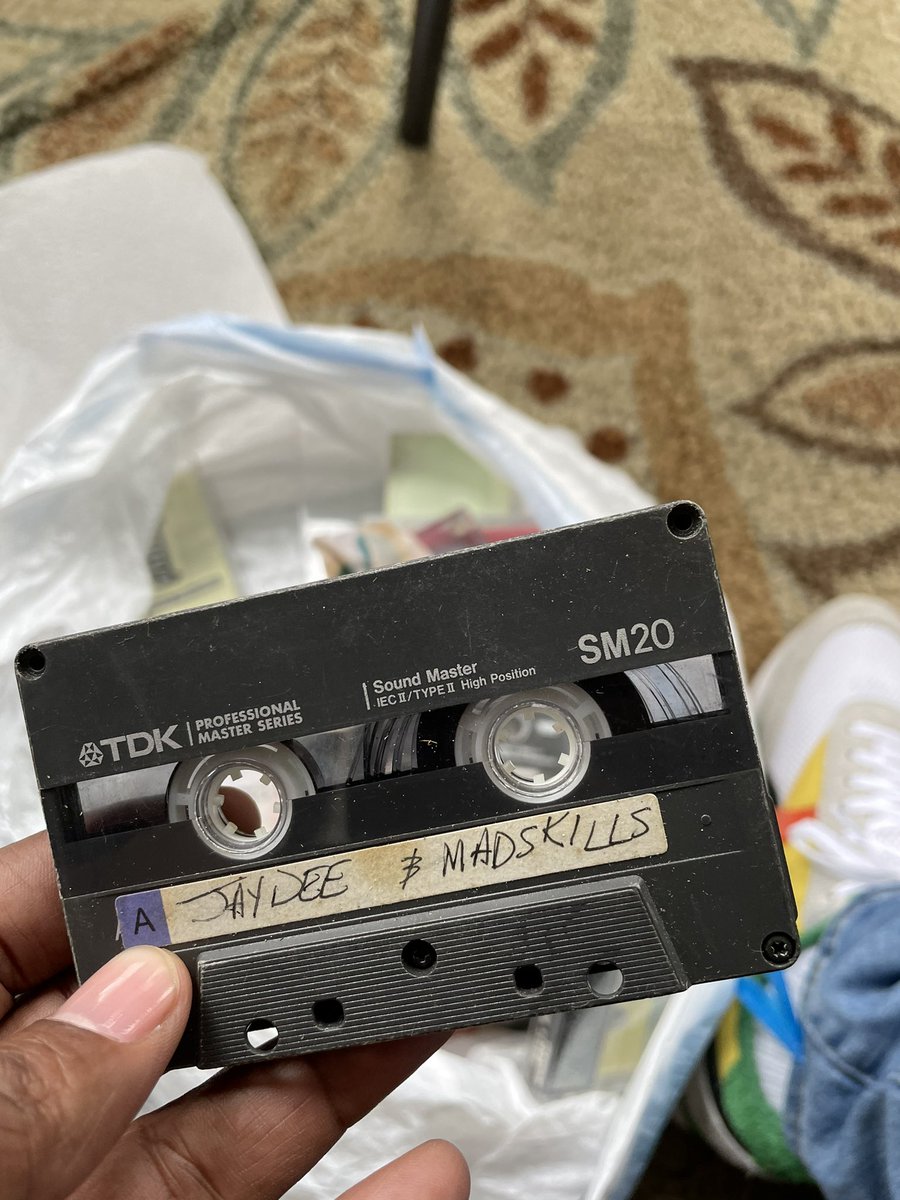 SM20
Sound Master
IEC II/TYPE II High Position
TDK PROFESSIONAL
MASTER SERIES
A JAYDEE & MADSKILLS